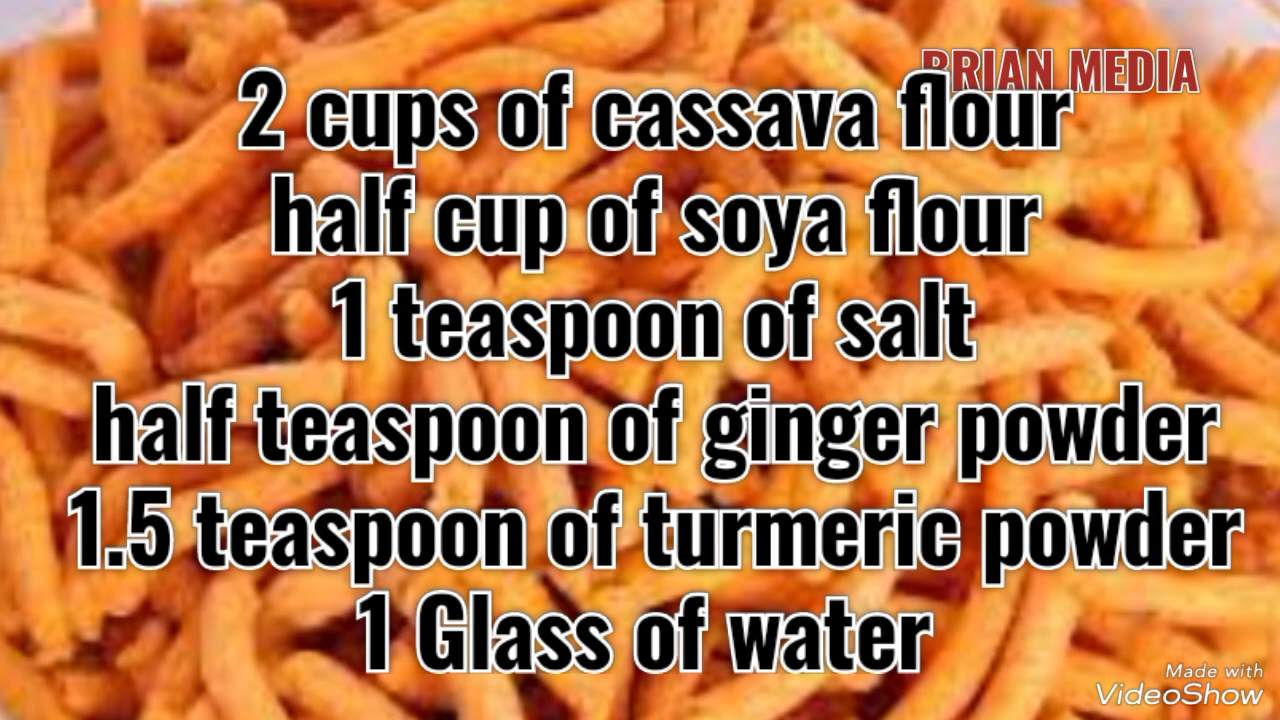 BRIAN MEDIA
2 cups of cassava flour
half cup of soya flour
1 teaspoon of salt
half teaspoon of ginger powder
1.5 teaspoon of turmeric powder
1 Glass of water
Made with
VideoShow